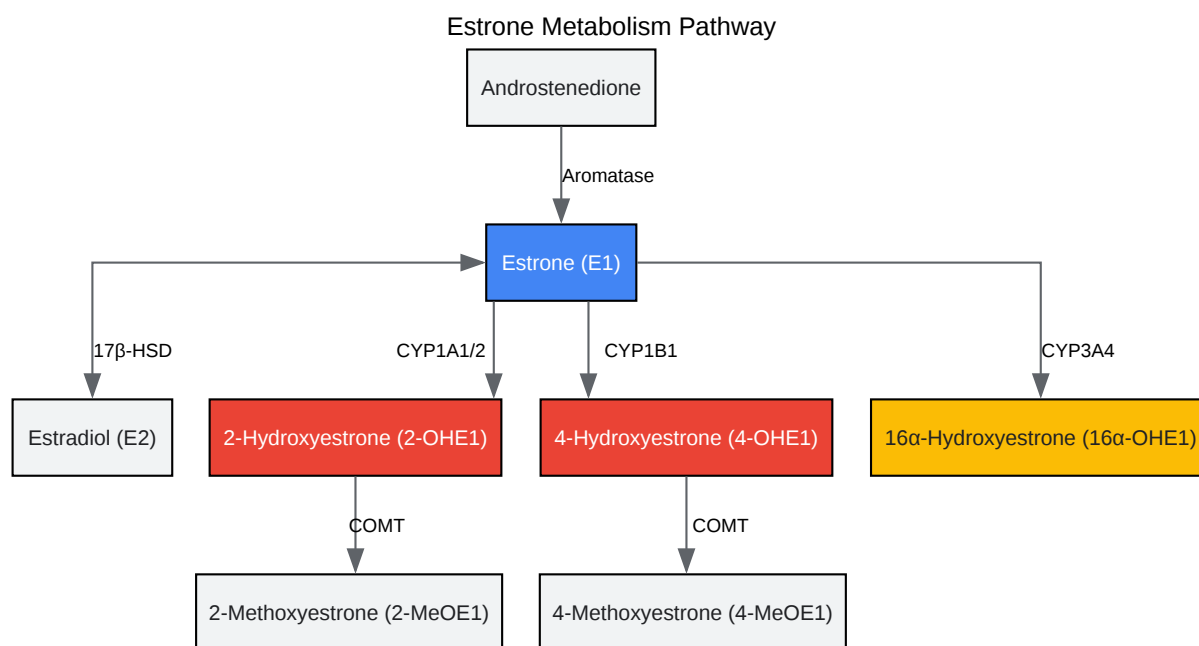 Estrone Metabolism Pathway
Androstenedione
Aromatase
Estrone (E1)
17β-HSD
CYP1A1/2
CYP1B1
CYP3A4
Estradiol (E2)
2-Hydroxyestrone (2-OHE1)
4-Hydroxyestrone (4-OHE1)
16α-Hydroxyestrone (16α-OHE1)
COMT
COMT
2-Methoxyestrone (2-MeOE1)
4-Methoxyestrone (4-MeOE1)